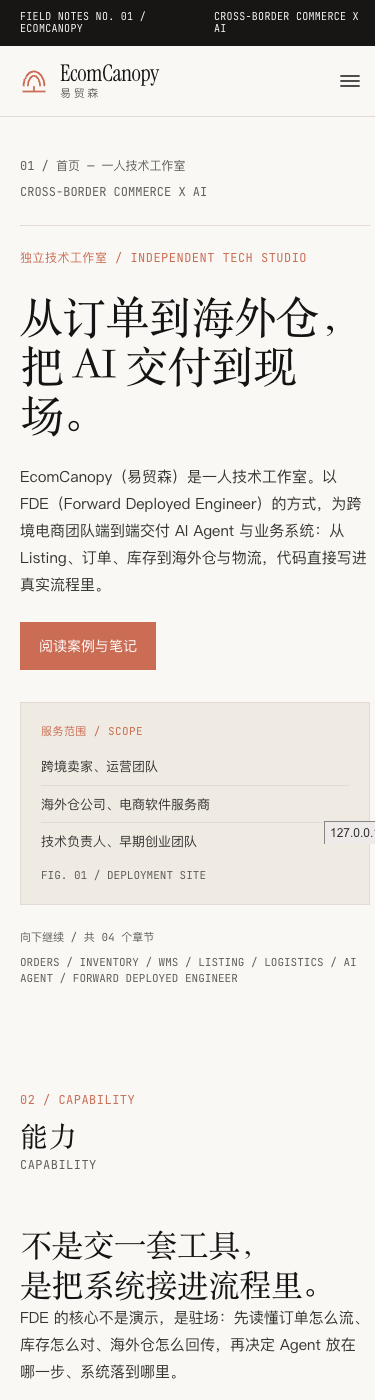 FIELD NOTES NO. 01 /
ECOMCANOPY
CROSS-BORDER COMMERCE X
AI
EcomCanopy
易贸森
01 / 首页 — 一人技术工作室
CROSS-BORDER COMMERCE X AI
独立技术工作室 / INDEPENDENT TECH STUDIO
从订单到海外仓，
把 AI 交付到现
场。
EcomCanopy（易贸森）是一人技术工作室。以
FDE（Forward Deployed Engineer）的方式，为跨
境电商团队端到端交付 AI Agent 与业务系统：从
Listing、订单、库存到海外仓与物流，代码直接写进
真实流程里。
阅读案例与笔记
服务范围 / SCOPE
跨境卖家、运营团队
海外仓公司、电商软件服务商
技术负责人、早期创业团队
127.0.0.
FIG. 01 / DEPLOYMENT SITE
向下继续 / 共 04 个章节
ORDERS / INVENTORY / WMS / LISTING / LOGISTICS / AI
AGENT / FORWARD DEPLOYED ENGINEER
02 / CAPABILITY
能力
CAPABILITY
不是交一套工具，
是把系统接进流程里。
FDE 的核心不是演示，是驻场：先读懂订单怎么流、
库存怎么对、海外仓怎么回传，再决定 Agent 放在
哪一步、系统落到哪里。